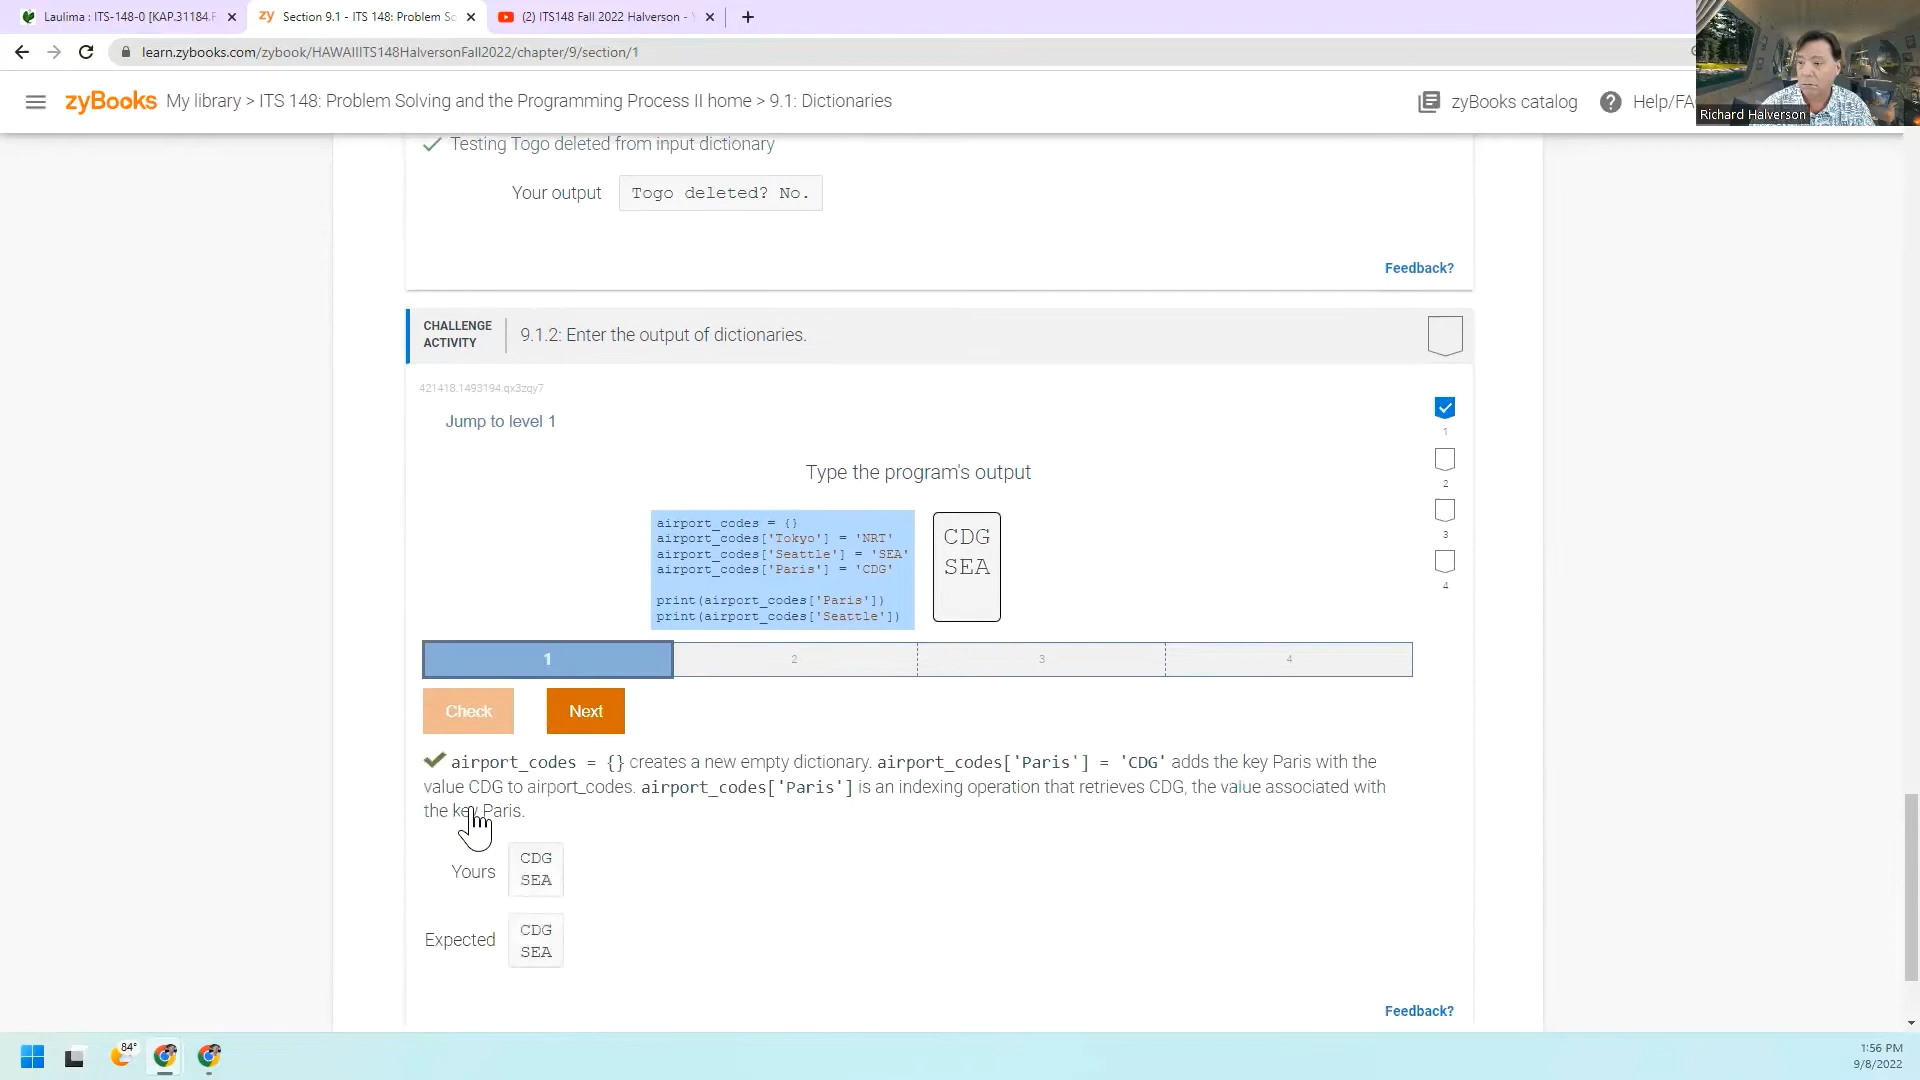 Laulima : ITS-148-0 [KAP.31184.F
Section 9.1 - ITS 148: Problem So
(2) ITS148 Fall 2022 Halverson -
learn.zybooks.com/zybook/HAWAIIITS148HalversonFall2022/chapter/9/section/1
Richard Halverson
zyBooks My library > ITS 148: Problem Solving and the Programming Process II home > 9.1: Dictionaries
zyBooks catalog
Help/FA
Testing Togo deleted from input dictionary
Your output Togo deleted? No.
Feedback?
CHALLENGE
ACTIVITY
9.1.2: Enter the output of dictionaries.
421418.1493194.qx3zqy7
Jump to level 1
1
2
3
4
Type the program's output
airport_codes = {}
airport_codes['Tokyo'] = 'NRT'
airport_codes['Seattle'] = 'SEA'
airport_codes['Paris'] = 'CDG'
print(airport_codes['Paris'])
print(airport_codes['Seattle'])
CDG
SEA
1 2 3 4
Check Next
airport_codes = {} creates a new empty dictionary. airport_codes['Paris'] = 'CDG' adds the key Paris with the
value CDG to airport_codes. airport_codes['Paris'] is an indexing operation that retrieves CDG, the value associated with
the key Paris.
Yours
CDG
SEA
Expected
CDG
SEA
Feedback?
84°
1:56 PM
9/8/2022